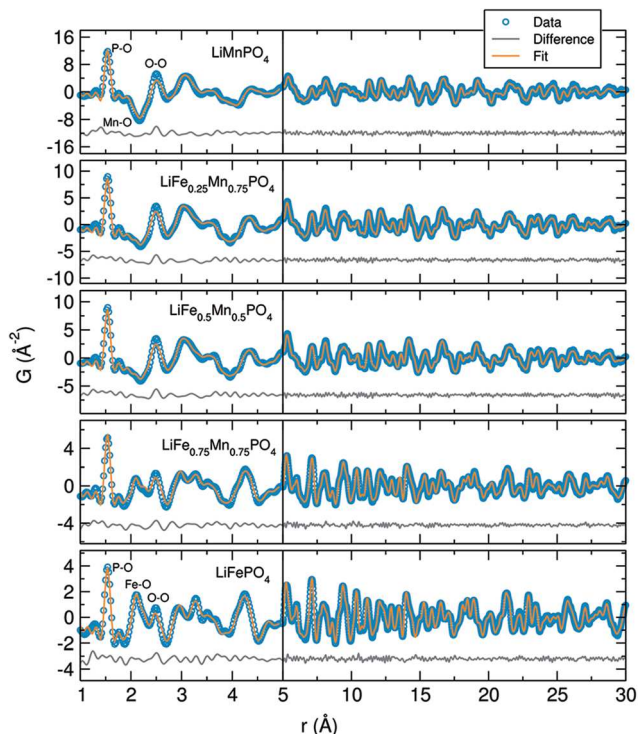 Data
Difference
Fit
16
8
0
-8
-16
P-O
O-O
Mn-O
LiMnPO4
10
5
0
-5
-10
LiFe0.25Mn0.75PO4
10
5
0
-5
LiFe0.5Mn0.5PO4
G (Å-2)
4
0
-4
LiFe0.75Mn0.75PO4
4
2
0
-2
-4
P-O
Fe-O
O-O
LiFePO4
1 2 3 4 5 10 15 20 25 30
r (Å)